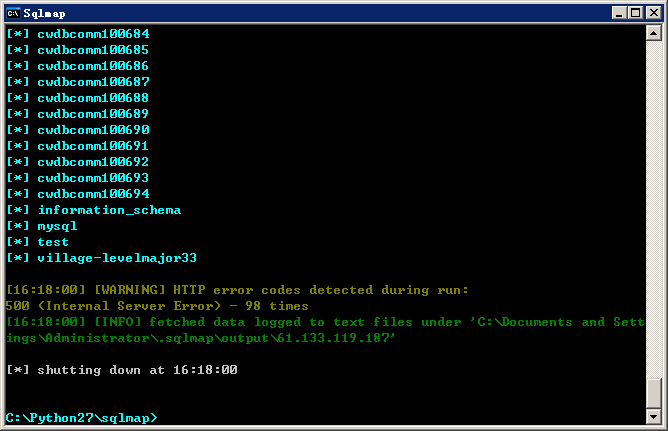 Sqlmap
[*] cwdbcomm100684
[*] cwdbcomm100685
[*] cwdbcomm100686
[*] cwdbcomm100687
[*] cwdbcomm100688
[*] cwdbcomm100689
[*] cwdbcomm100690
[*] cwdbcomm100691
[*] cwdbcomm100692
[*] cwdbcomm100693
[*] cwdbcomm100694
[*] information_schema
[*] mysql
[*] test
[*] village-levelmajor33
[16:18:00] [WARNING] HTTP error codes detected during run:
500 (Internal Server Error) - 98 times
[16:18:00] [INFO] fetched data logged to text files under 'C:\Documents and Sett
ings\Administrator\.sqlmap\output\61.133.119.187'
[*] shutting down at 16:18:00
C:\Python27\sqlmap>